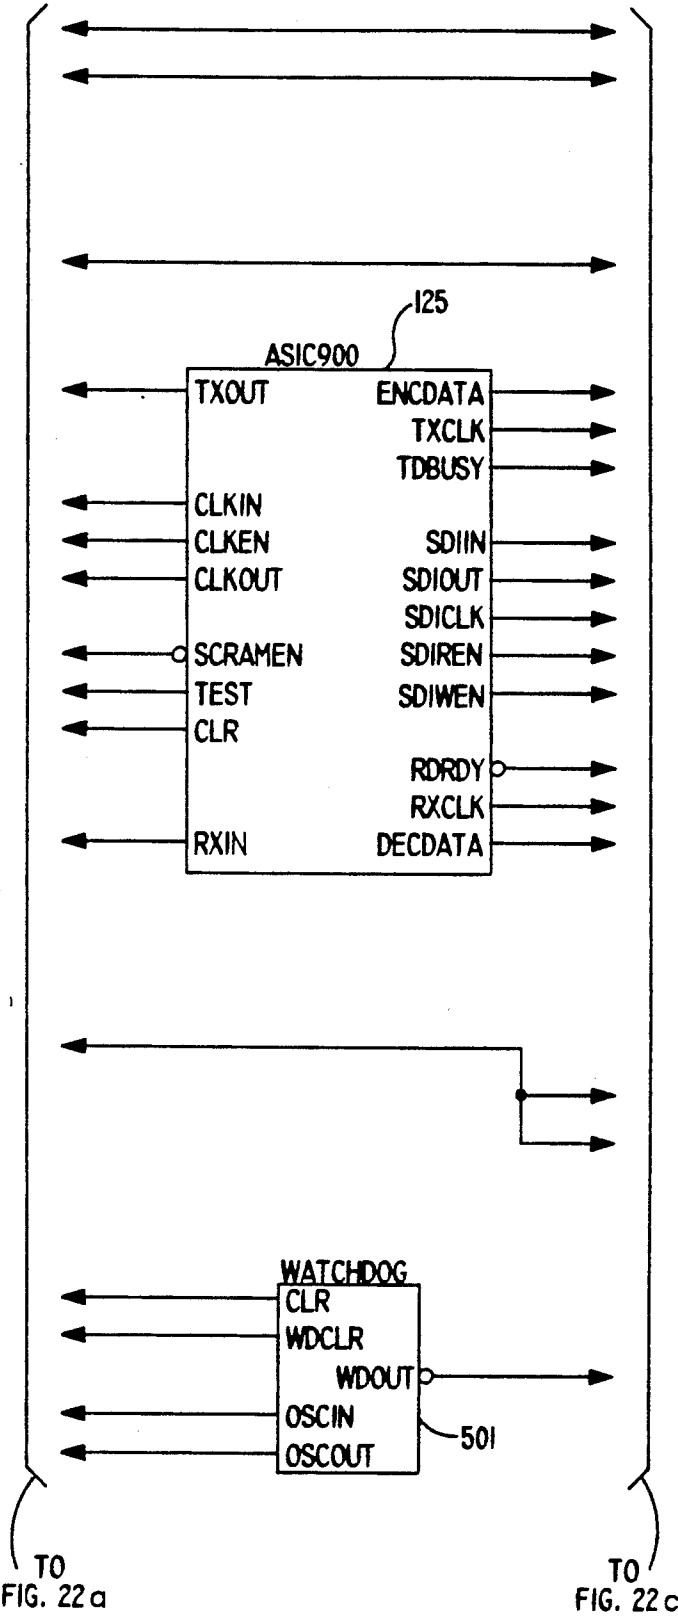 125
ASIC900
TXOUT ENCDATA
TXCLK
TDBUSY
CLKIN
CLKEN SDIIN
CLKOUT SDIOUT
SDICLK
SCRAMEN SDIREN
TEST SDIWEN
CLR
RDRDY
RXCLK
RXIN DECDATA
WATCHDOG
CLR
WDCLR
WDOUT
OSCIN
501
OSCOUT
TO
FIG. 22a
TO
FIG. 22c